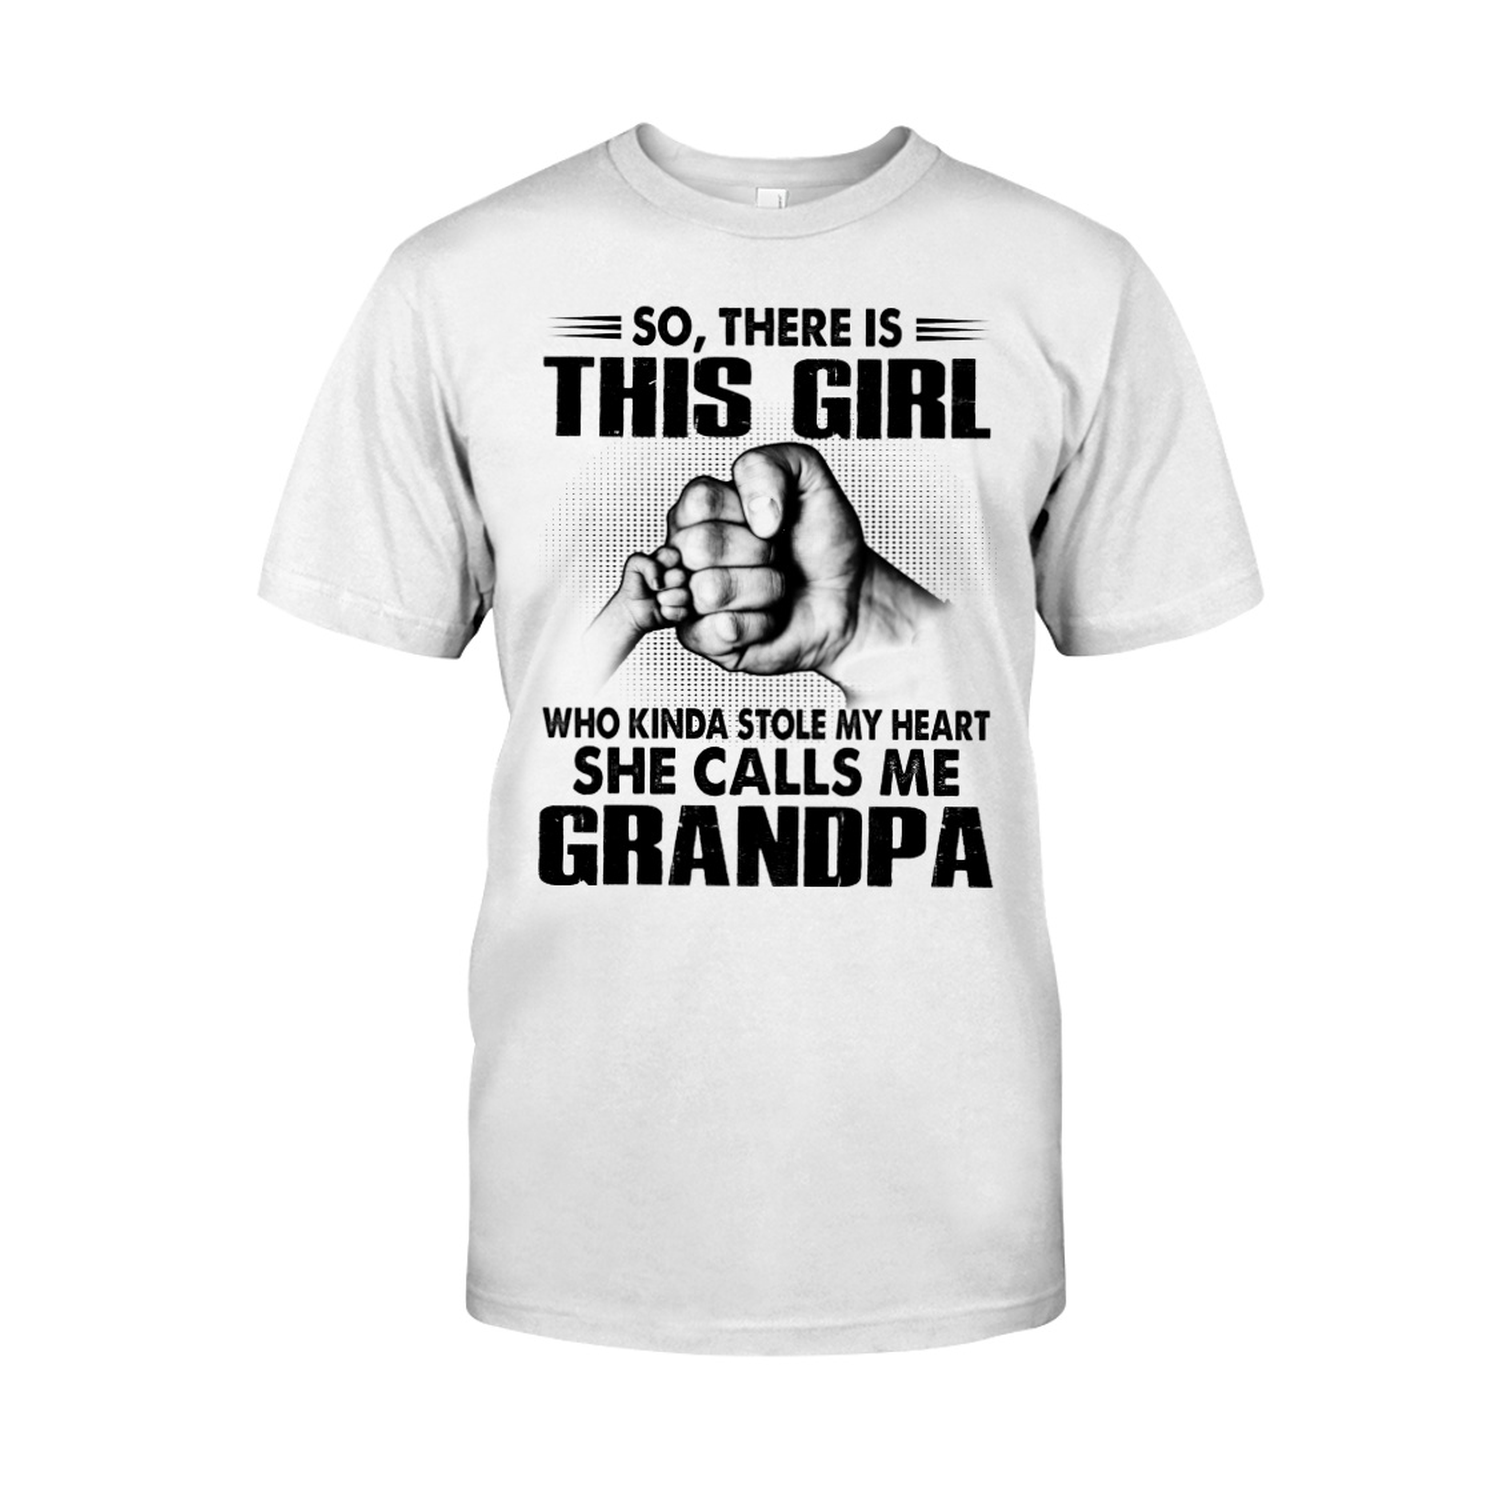 SO, THERE IS
THIS GIRL
WHO KINDA STOLE MY HEART
SHE CALLS ME
GRANDPA